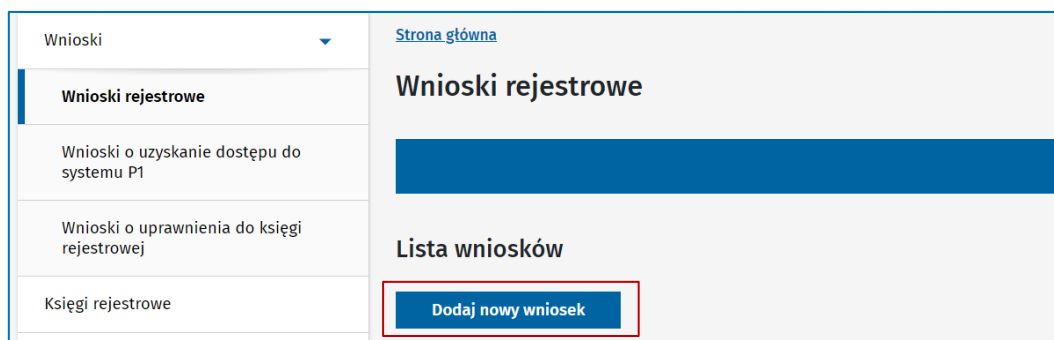 Wnioski
Wnioski rejestrowe
Wnioski o uzyskanie dostępu do
systemu P1
Wnioski o uprawnienia do księgi
rejestrowej
Księgi rejestrowe
Strona główna
Wnioski rejestrowe
Lista wniosków
Dodaj nowy wniosek